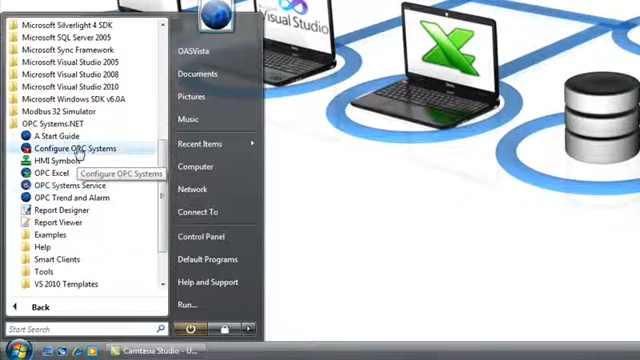 Microsoft Silverlight 4 SDK
Microsoft SQL Server 2005
Microsoft Sync Framework
Microsoft Visual Studio 2005
Microsoft Visual Studio 2008
Microsoft Visual Studio 2010
Microsoft Windows SDK v6.0A
Modbus 32 Simulator
OPC Systems.NET
A Start Guide
Configure OPC Systems
HMI Symbols
OPC Excel
Configure OPC Systems
OPC Systems Service
OPC Trend and Alarm
Report Designer
Report Viewer
Examples
Help
Smart Clients
Tools
VS 2010 Templates
Back
Start Search
OASVista
Documents
Pictures
Music
Recent Items
Computer
Network
Connect To
Control Panel
Default Programs
Help and Support
Run...
Visual Studio
Camtasia Studio - U...